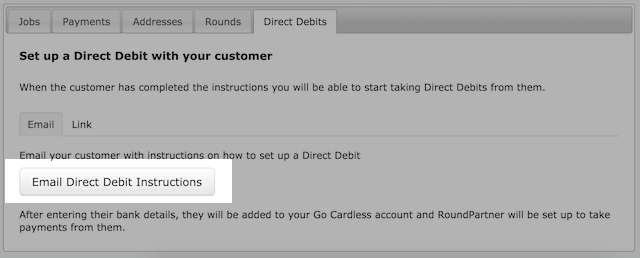 Jobs Payments Addresses Rounds Direct Debits
Set up a Direct Debit with your customer
When the customer has completed the instructions you will be able to start taking Direct Debits from them.
Email Link
Email your customer with instructions on how to set up a Direct Debit
Email Direct Debit Instructions
After entering their bank details, they will be added to your Go Cardless account and RoundPartner will be set up to take
payments from them.